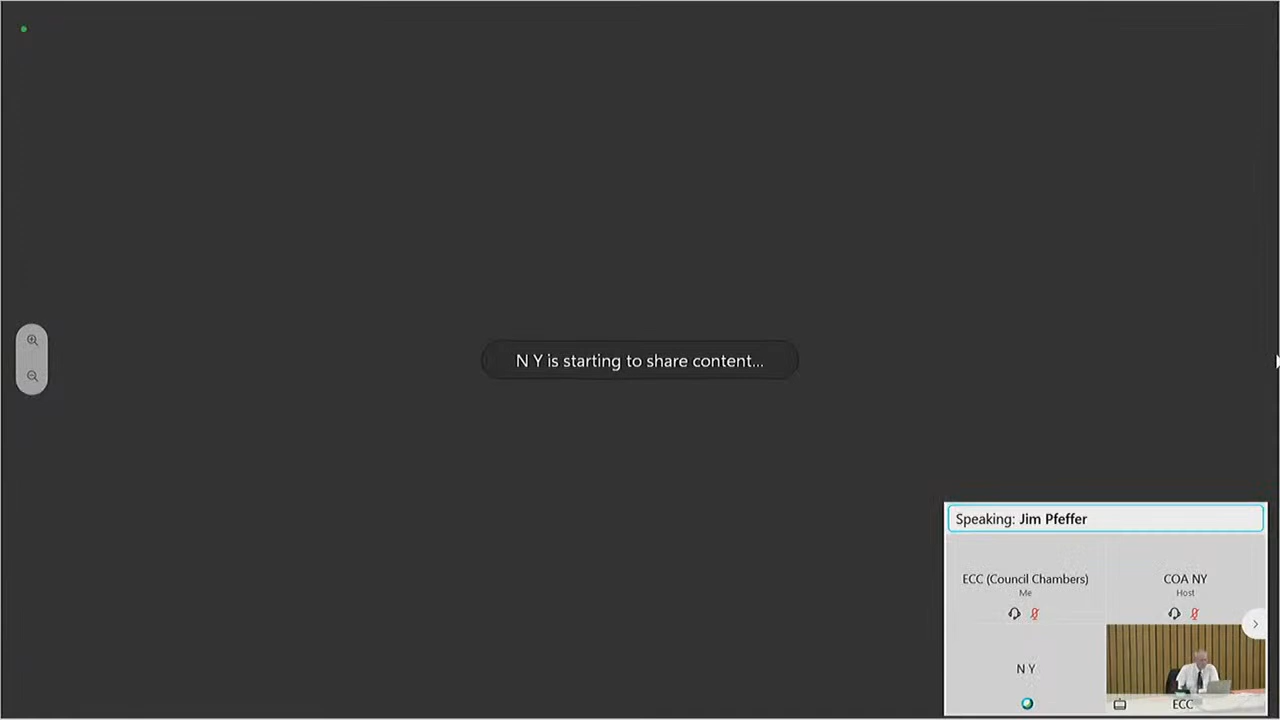 N Y is starting to share content...
Speaking: Jim Pfeffer
ECC (Council Chambers)
Me
COA NY
Host
N Y
ECC